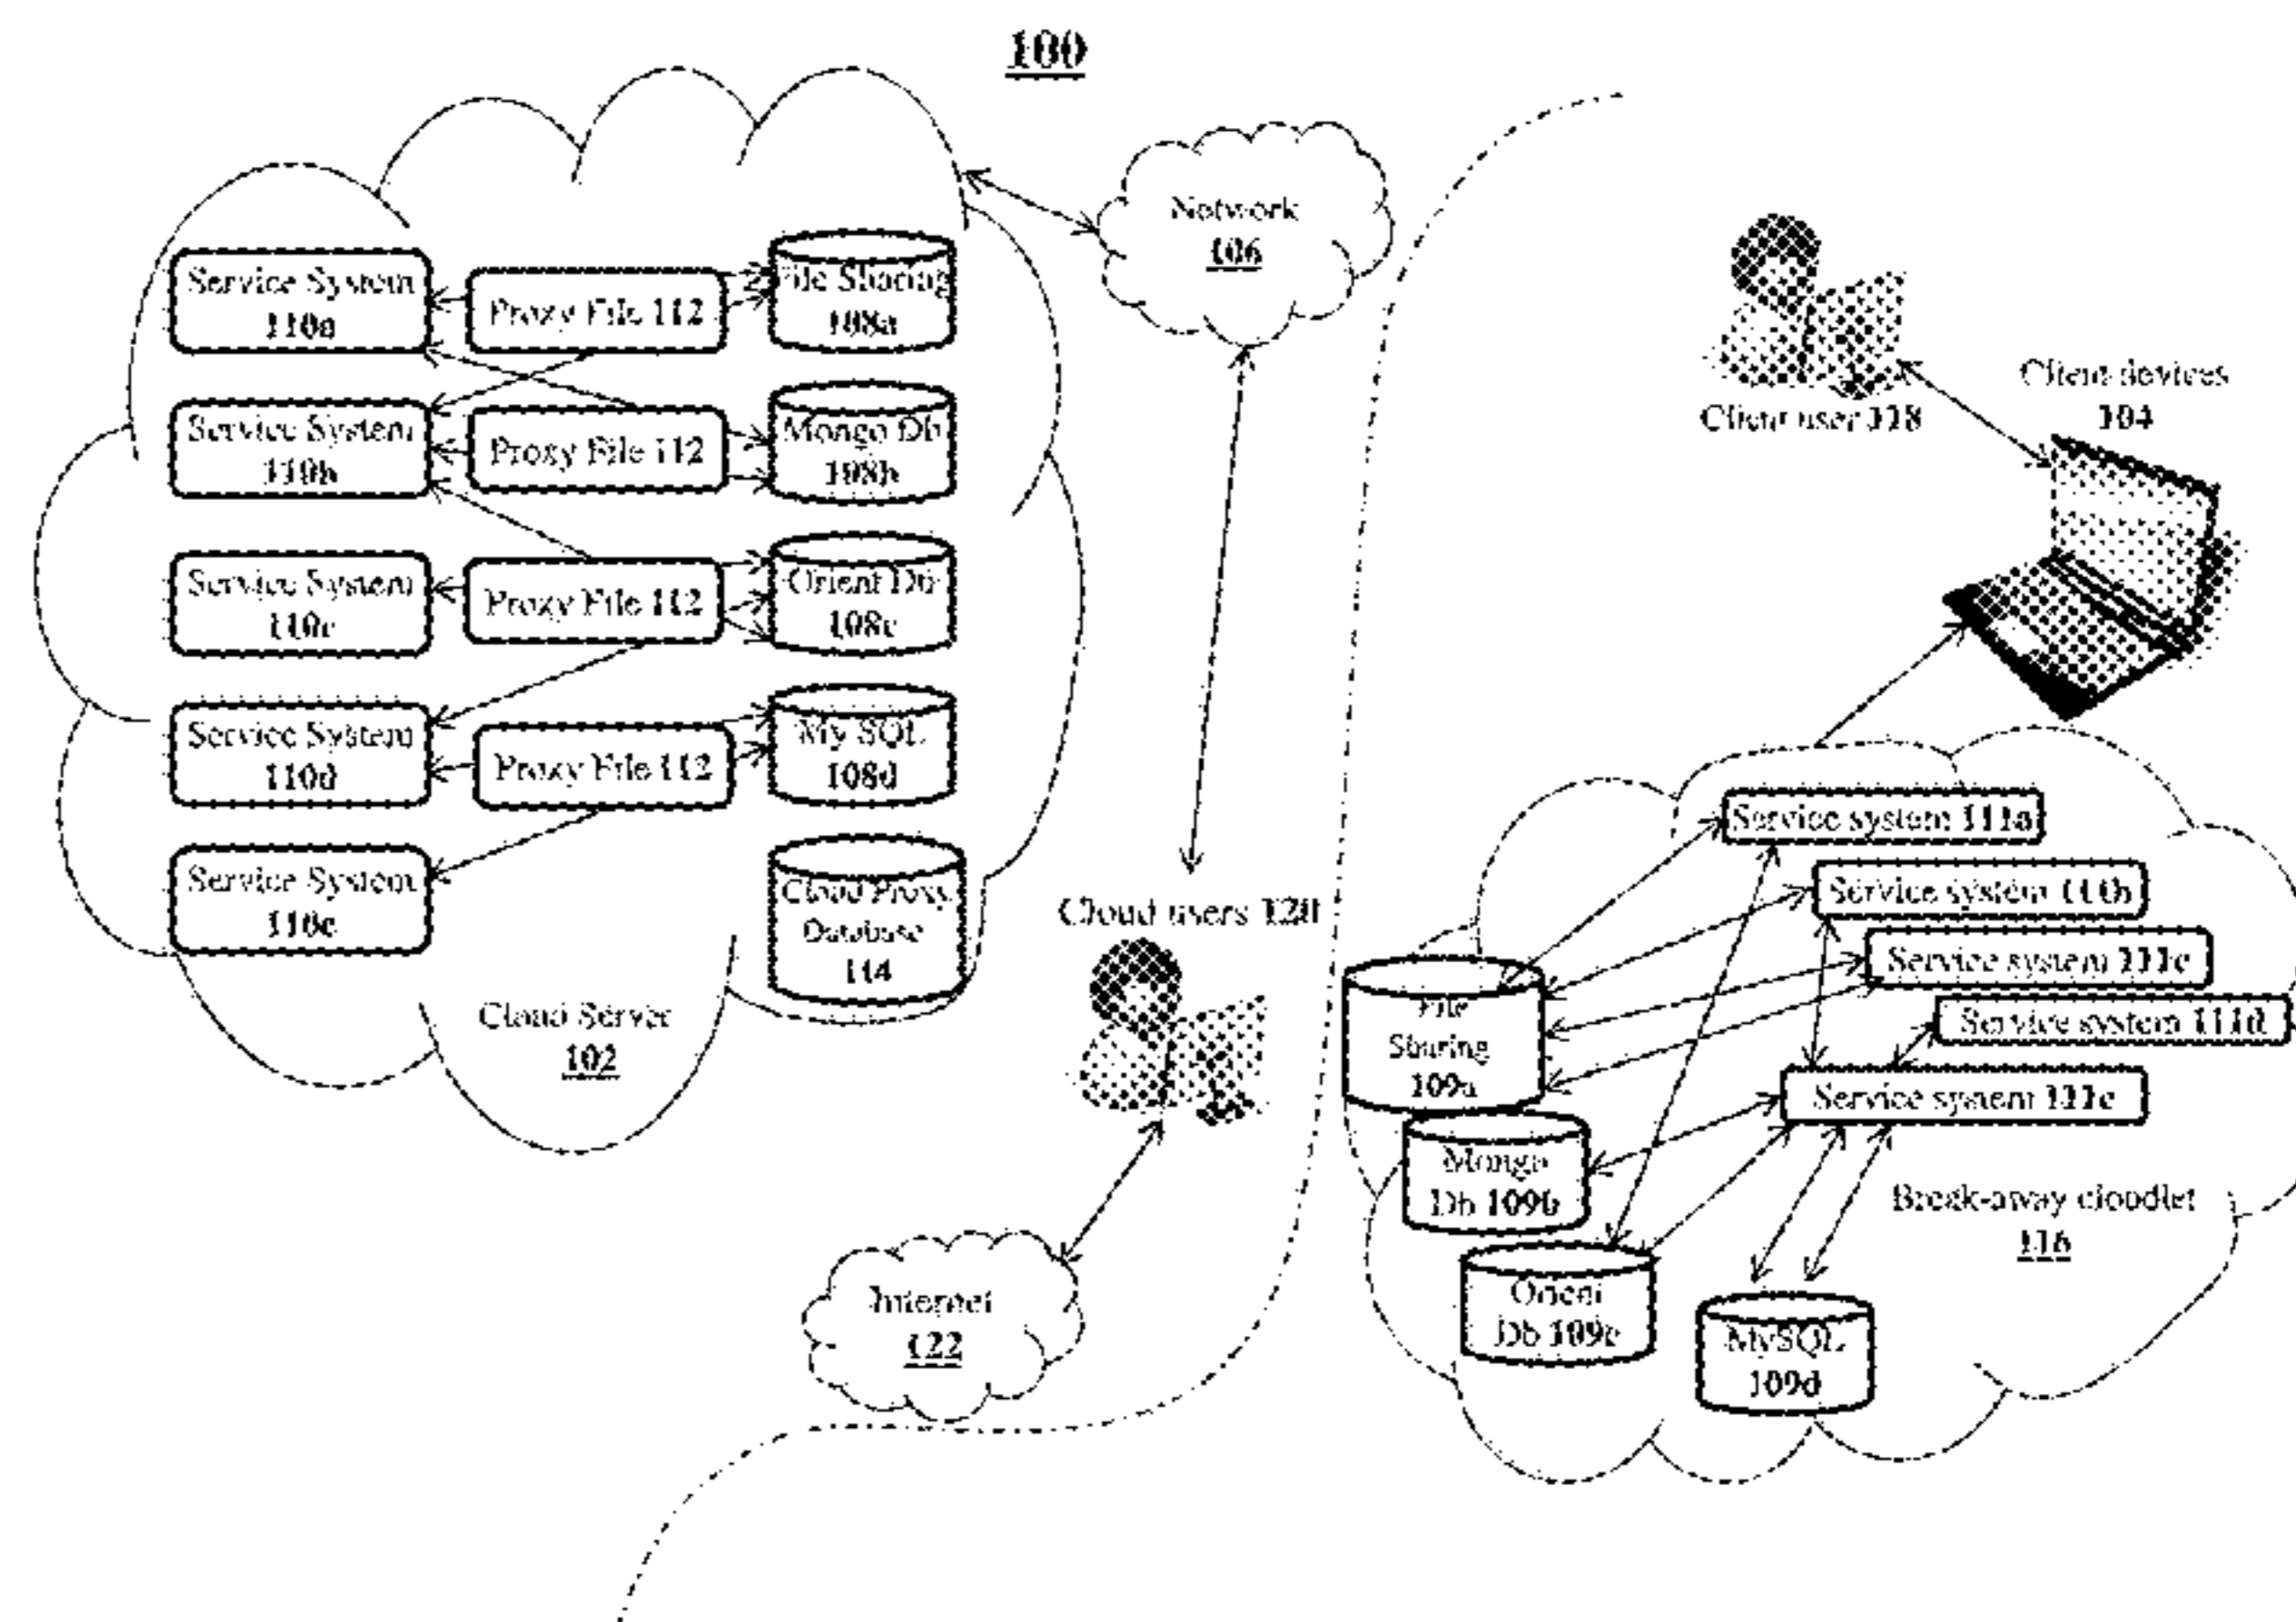 100
Network
106
Service System
110a
Proxy File 112
File Sharing
108a
Service System
110b
Proxy File 112
Mongo Db
108b
Service System
110c
Proxy File 112
Orient Db
108c
Service System
110d
Proxy File 112
My SQL
108d
Service System
110e
Cloud Proxy
Database
114
Cloud Server
102
Cloud users 120
Internet
122
Client user 118
Client devices
104
Service system 111a
Service system 110b
Service system 111c
Service system 111d
Service system 111e
File
Sharing
109a
Mongo
Db 109b
Orient
Db 109c
MySQL
109d
Break-away cloudlet
116